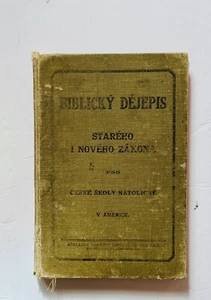 BIBLICKÝ DĚJEPIS
STARÉHO
I NOVÉHO ZÁKONA
PRO
ČESKÉ ŠKOLY KATOLICKÉ
V AMERICE.